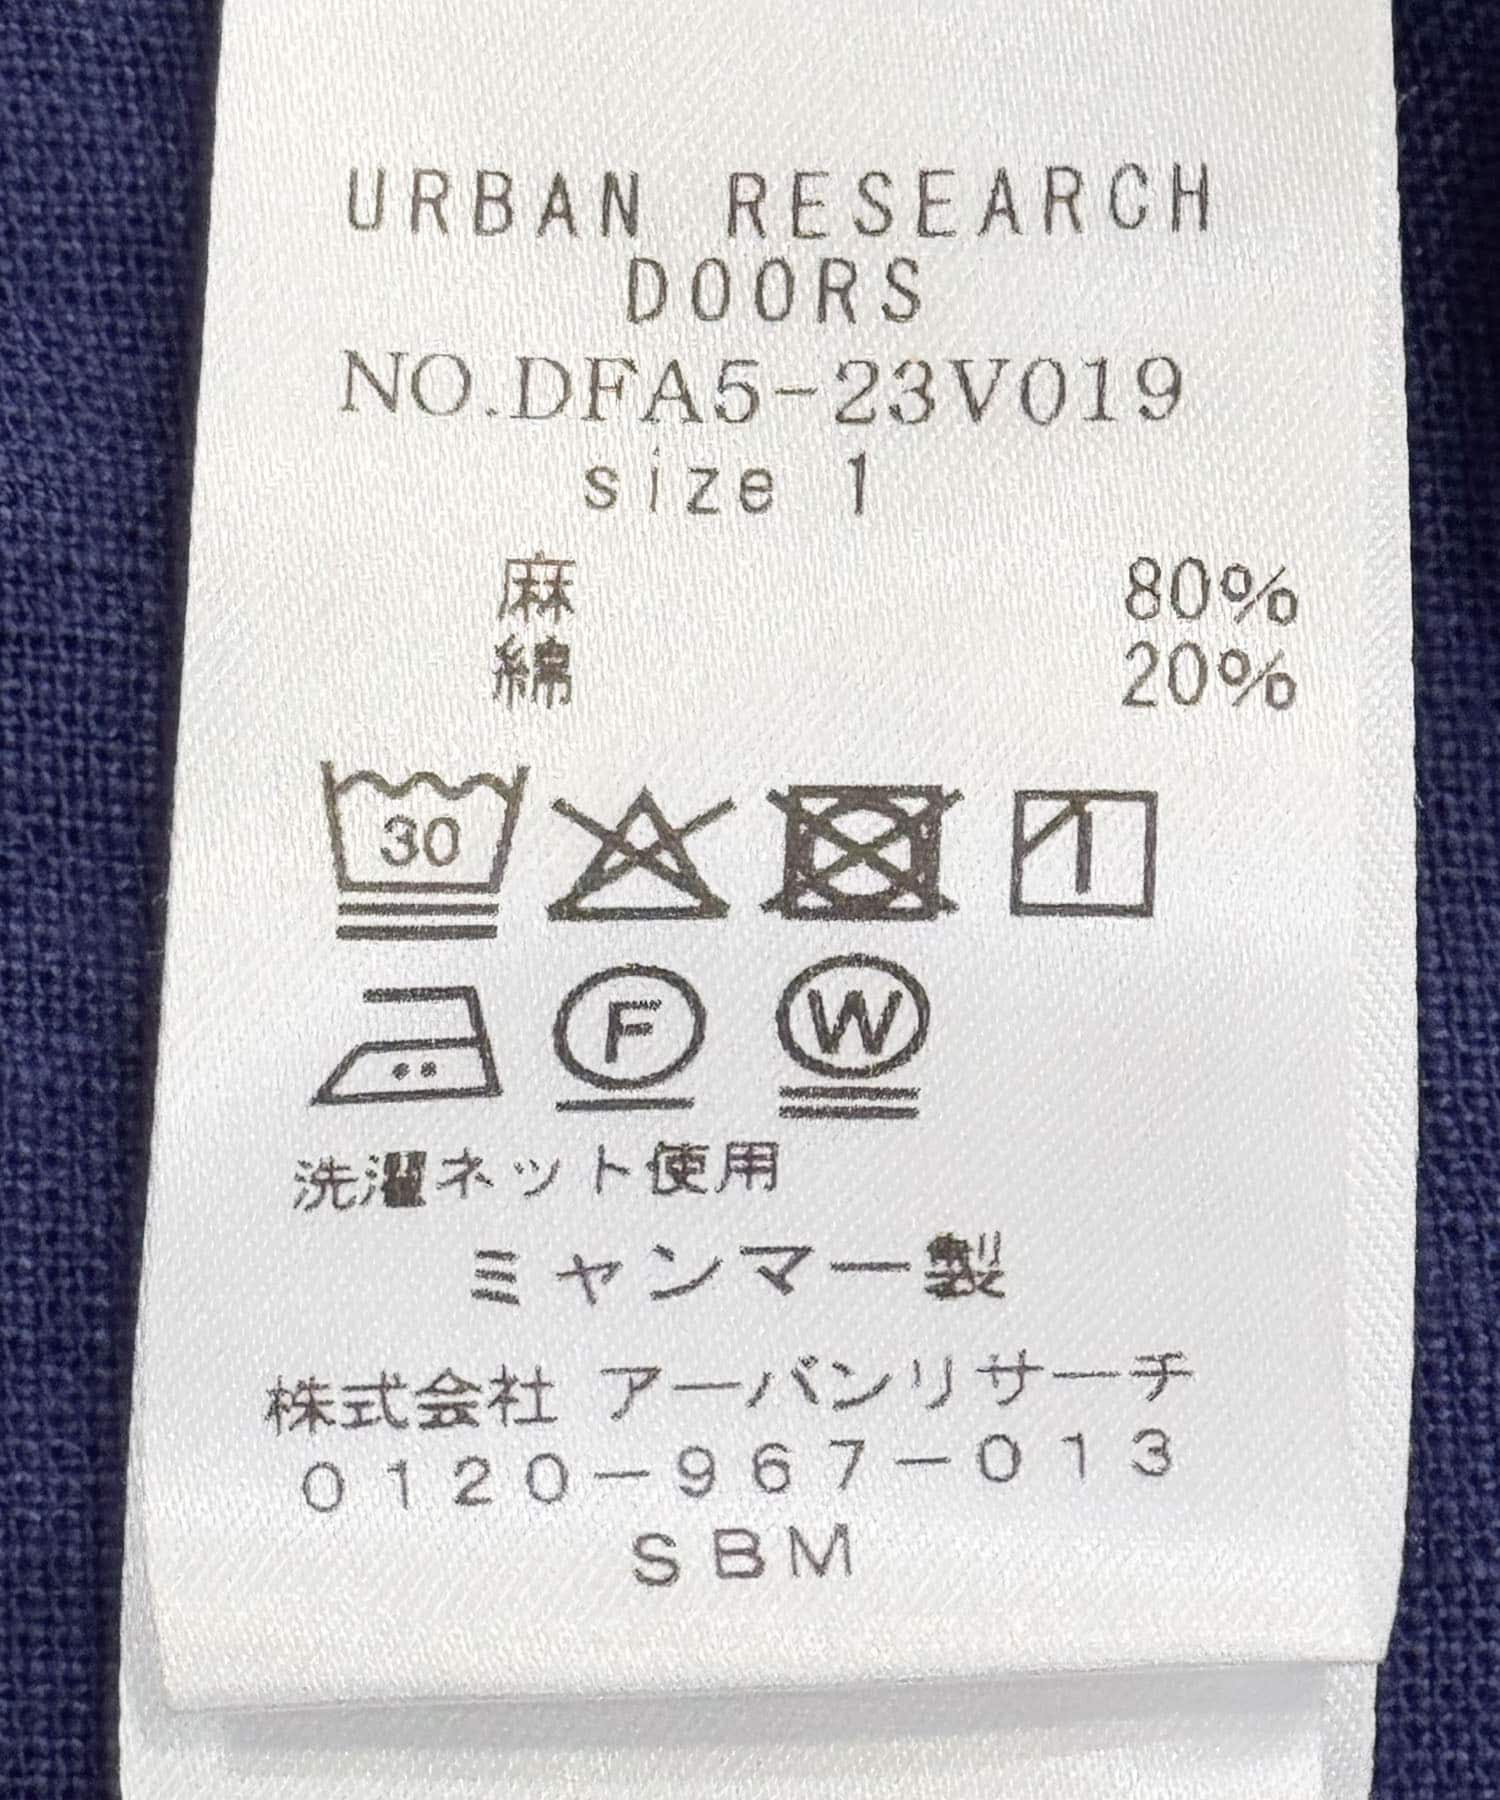 URBAN RESEARCH
DOORS
NO.DFA5-23V019
size 1
麻 80%
綿 20%
30
F
W
洗濯ネット使用
ミャンマー製
株式会社 アーバンリサーチ
0120-967-013
SBM